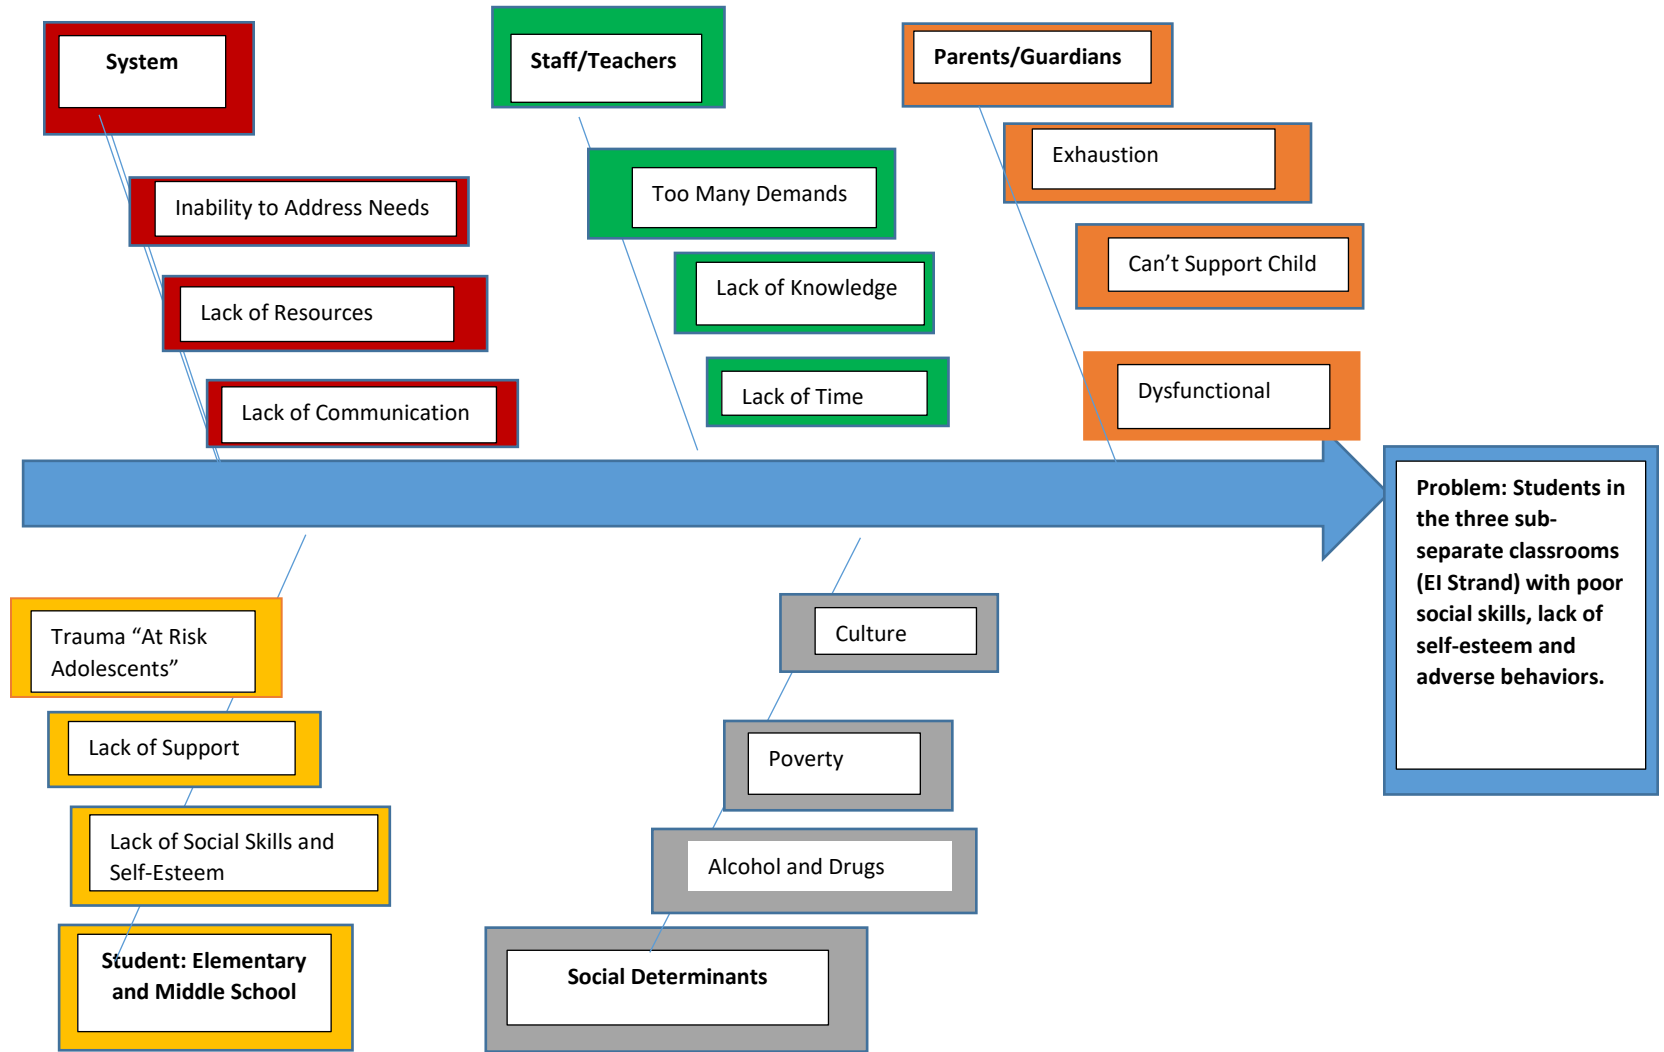 System
Inability to Address Needs
Lack of Resources
Lack of Communication
Staff/Teachers
Too Many Demands
Lack of Knowledge
Lack of Time
Parents/Guardians
Exhaustion
Can’t Support Child
Dysfunctional
Problem: Students in
the three sub-
separate classrooms
(EI Strand) with poor
social skills, lack of
self-esteem and
adverse behaviors.
Trauma “At Risk
Adolescents”
Lack of Support
Lack of Social Skills and
Self-Esteem
Student: Elementary
and Middle School
Culture
Poverty
Alcohol and Drugs
Social Determinants